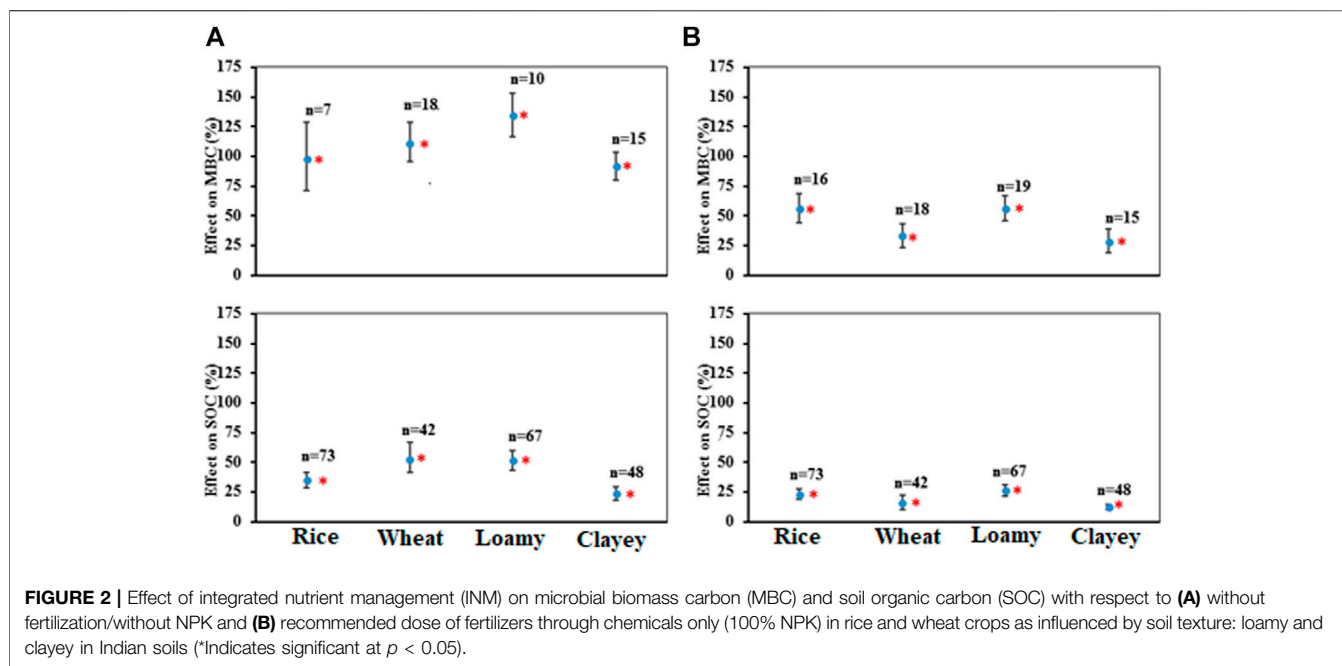 A
B
175
150
125
100
75
50
25
0
Effect on MBC (%)
n=7
n=18
n=10
n=15
*
*
*
*
175
150
125
100
75
50
25
0
Effect on MBC (%)
n=16
n=18
n=19
n=15
*
*
*
*
175
150
125
100
75
50
25
0
Effect on SOC (%)
n=73
n=42
n=67
n=48
*
*
*
*
Rice Wheat Loamy Clayey
175
150
125
100
75
50
25
0
Effect on SOC (%)
n=73
n=42
n=67
n=48
*
*
*
*
Rice Wheat Loamy Clayey
FIGURE 2 | Effect of integrated nutrient management (INM) on microbial biomass carbon (MBC) and soil organic carbon (SOC) with respect to (A) without
fertilization/without NPK and (B) recommended dose of fertilizers through chemicals only (100% NPK) in rice and wheat crops as influenced by soil texture: loamy and
clayey in Indian soils (*Indicates significant at p < 0.05).